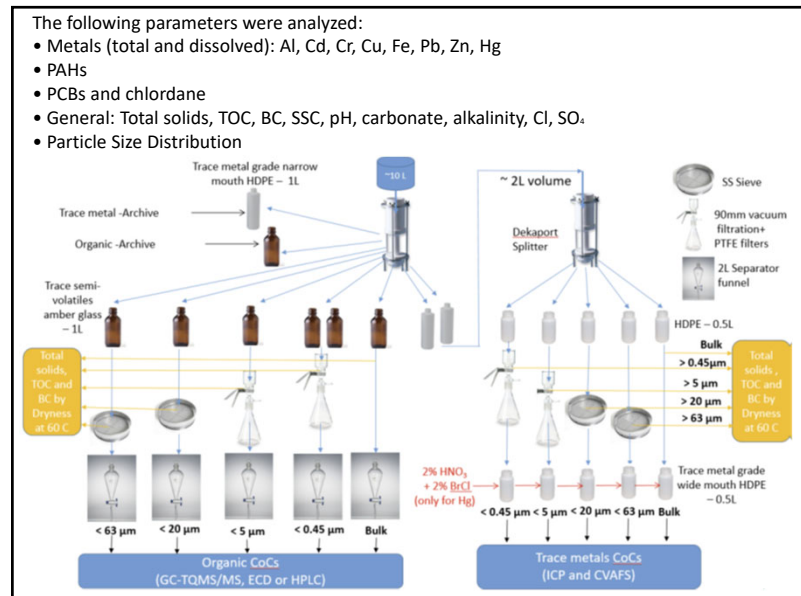 The following parameters were analyzed:
• Metals (total and dissolved): Al, Cd, Cr, Cu, Fe, Pb, Zn, Hg
• PAHs
• PCBs and chlordane
• General: Total solids, TOC, BC, SSC, pH, carbonate, alkalinity, Cl, SO₄
• Particle Size Distribution
Trace metal grade narrow
mouth HDPE – 1L
~10 L
~ 2L volume
SS Sieve
Trace metal -Archive
Organic -Archive
Dekaport
Splitter
90mm vacuum
filtration+
PTFE filters
2L Separator
funnel
Trace semi-
volatiles
amber glass
– 1L
HDPE – 0.5L
Total
solids,
TOC and
BC by
Dryness
at 60 C
Bulk
> 0.45μm
> 5 μm
> 20 μm
> 63 μm
Total
solids ,
TOC and
BC by
Dryness
at 60 C
2% HNO₃
+ 2% BrCl
(only for Hg)
Trace metal grade
wide mouth HDPE
– 0.5L
< 63 μm
< 20 μm
< 5 μm
< 0.45 μm
Bulk
< 0.45 μm
< 5 μm
< 20 μm
< 63 μm
Bulk
Organic CoCs
(GC-TQMS/MS, ECD or HPLC)
Trace metals CoCs
(ICP and CVAFS)